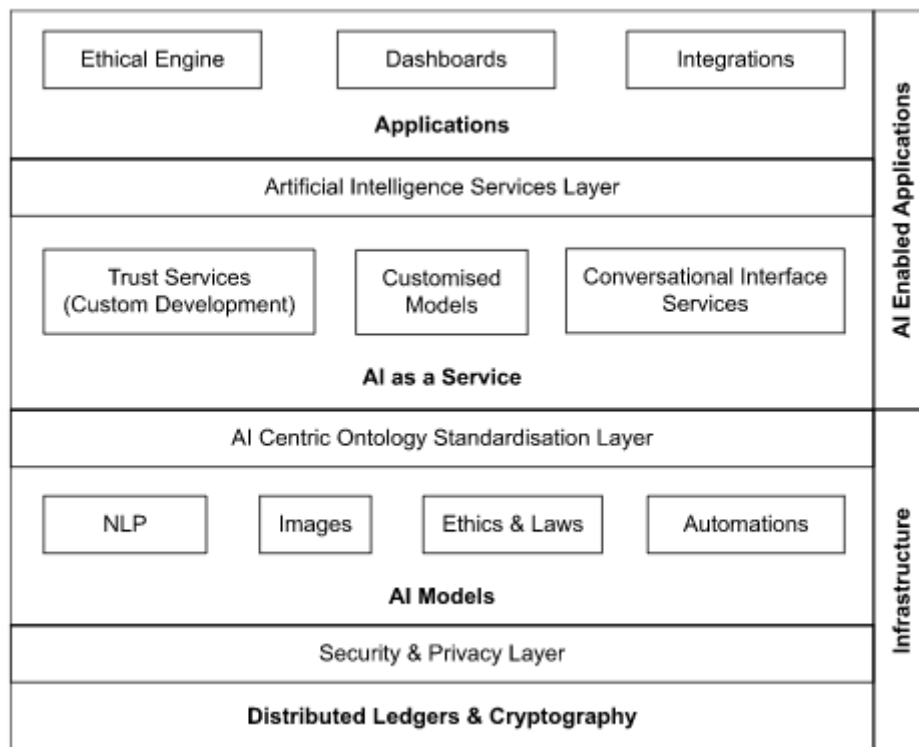 Ethical Engine
Dashboards
Integrations
Applications
Artificial Intelligence Services Layer
Trust Services
(Custom Development)
Customised
Models
Conversational Interface
Services
AI as a Service
AI Enabled Applications
AI Centric Ontology Standardisation Layer
NLP
Images
Ethics & Laws
Automations
AI Models
Security & Privacy Layer
Distributed Ledgers & Cryptography
Infrastructure